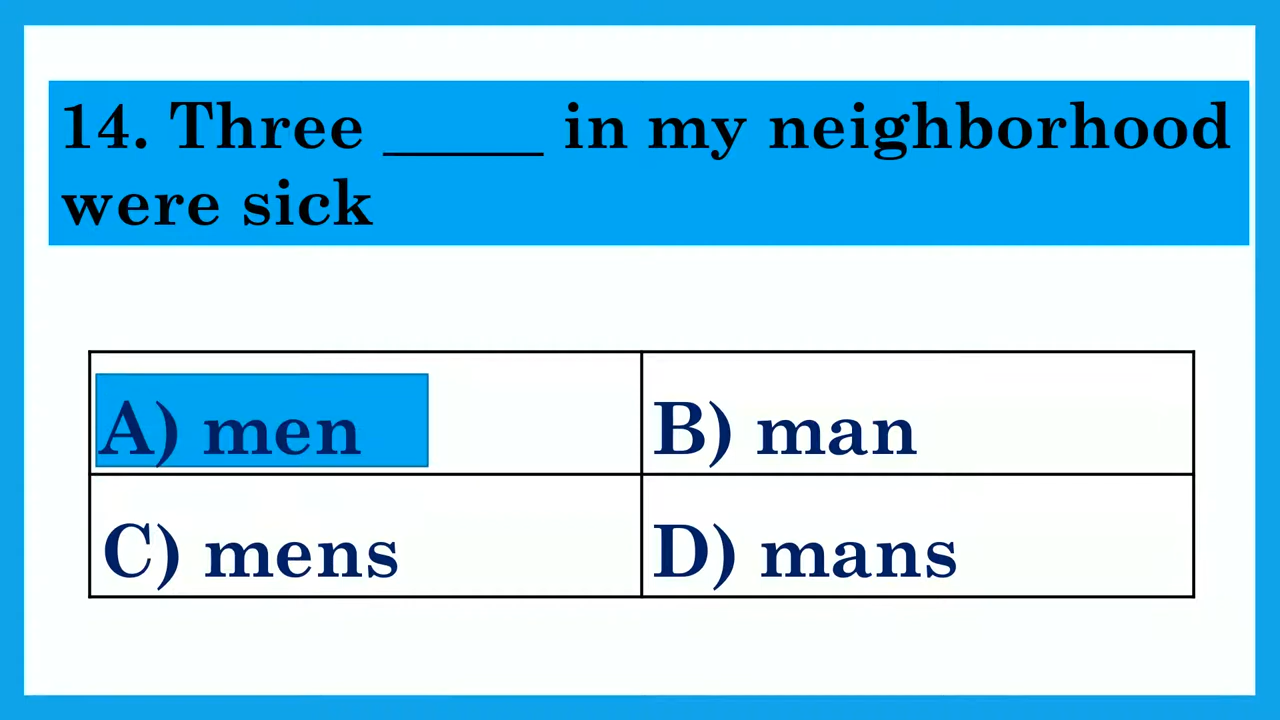 14. Three _____ in my neighborhood
were sick
A) men
B) man
C) mens
D) mans